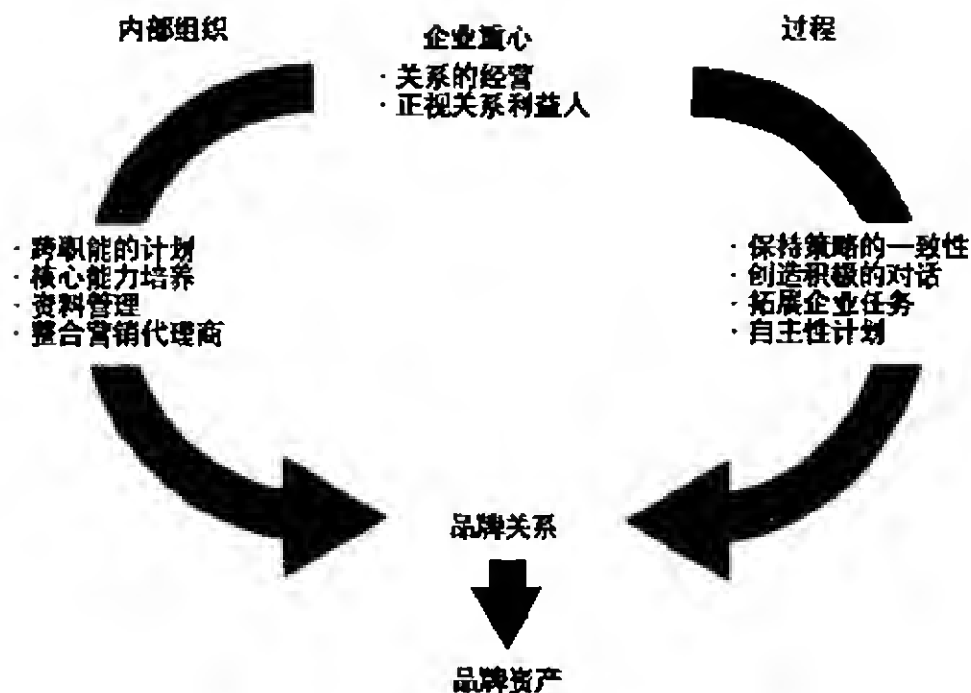 内部组织
企业重心
· 关系的经营
· 正视关系利益人
过程
· 跨职能的计划
· 核心能力培养
· 资料管理
· 整合营销代理商
· 保持策略的一致性
· 创造积极的对话
· 拓展企业任务
· 自主性计划
品牌关系
品牌资产